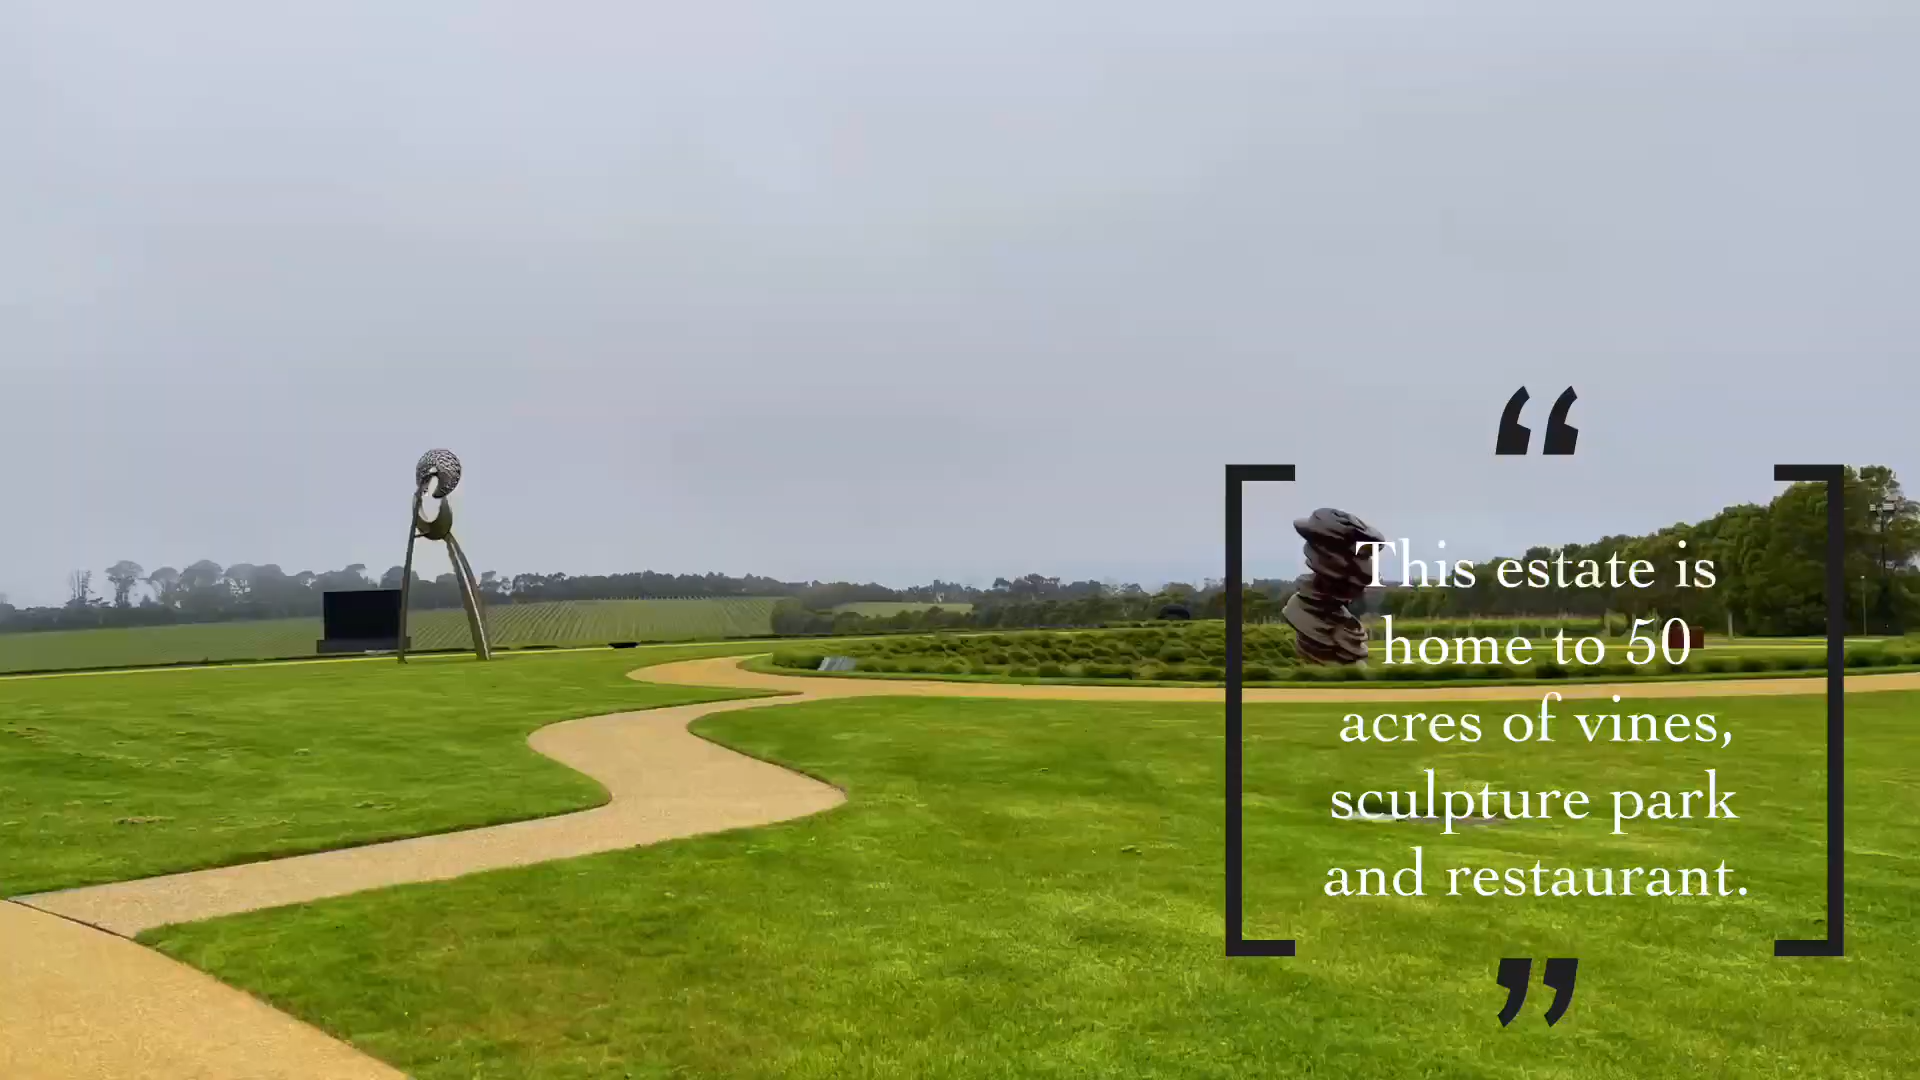 “
This estate is
home to 50
acres of vines,
sculpture park
and restaurant.
”